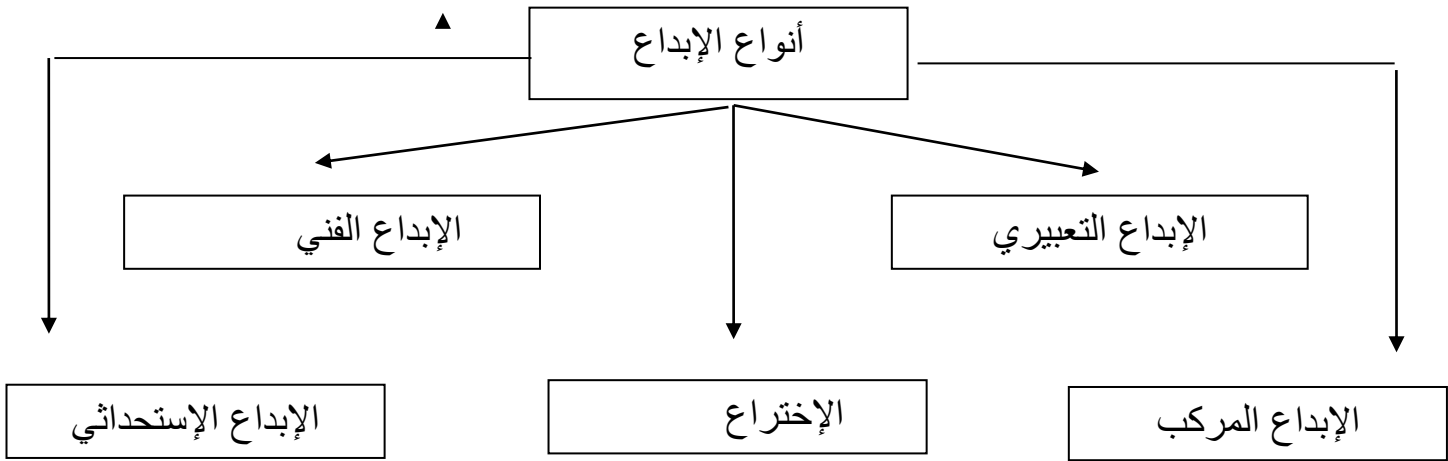 أنواع الإبداع
الإبداع التعبيري
الإبداع الفني
الإبداع المركب
الإختراع
الإبداع الإستحداثي